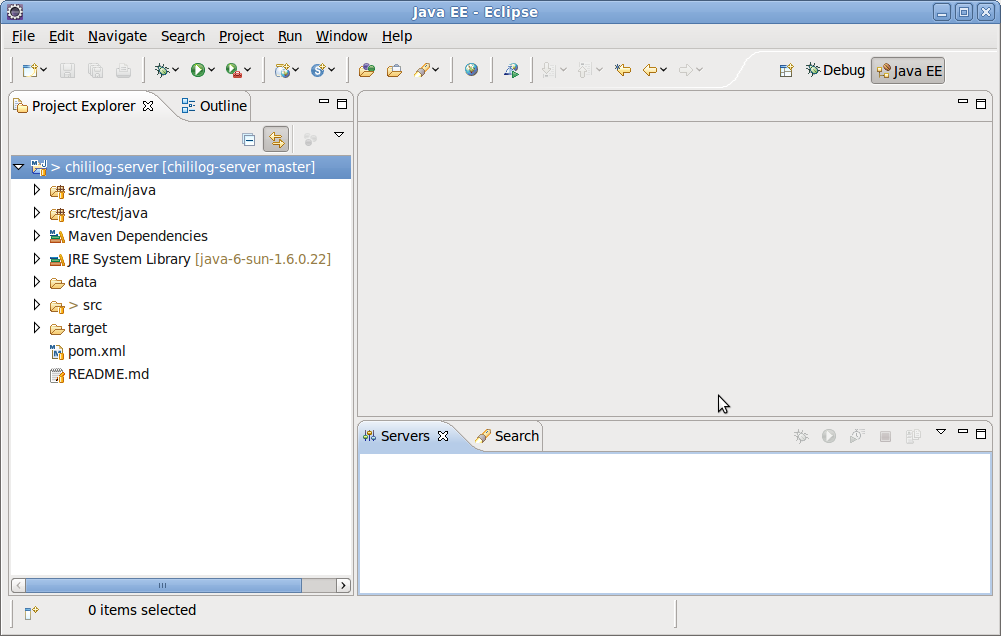 Java EE - Eclipse
File Edit Navigate Search Project Run Window Help
Debug Java EE
Project Explorer Outline
> chililog-server [chililog-server master]
src/main/java
src/test/java
Maven Dependencies
JRE System Library [java-6-sun-1.6.0.22]
data
> src
target
pom.xml
README.md
Servers Search
0 items selected